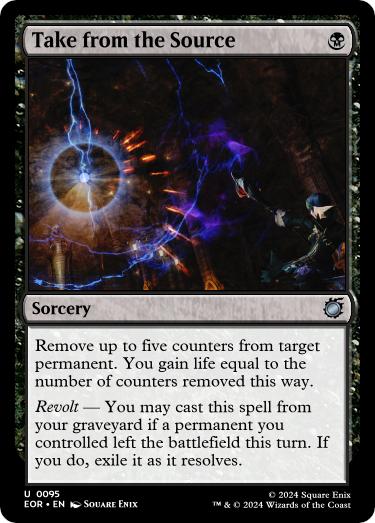 Take from the Source
Sorcery
Remove up to five counters from target
permanent. You gain life equal to the
number of counters removed this way.
Revolt — You may cast this spell from
your graveyard if a permanent you
controlled left the battlefield this turn. If
you do, exile it as it resolves.
U 0095
EOR • EN Square Enix
© 2024 Square Enix
™ & © 2024 Wizards of the Coast